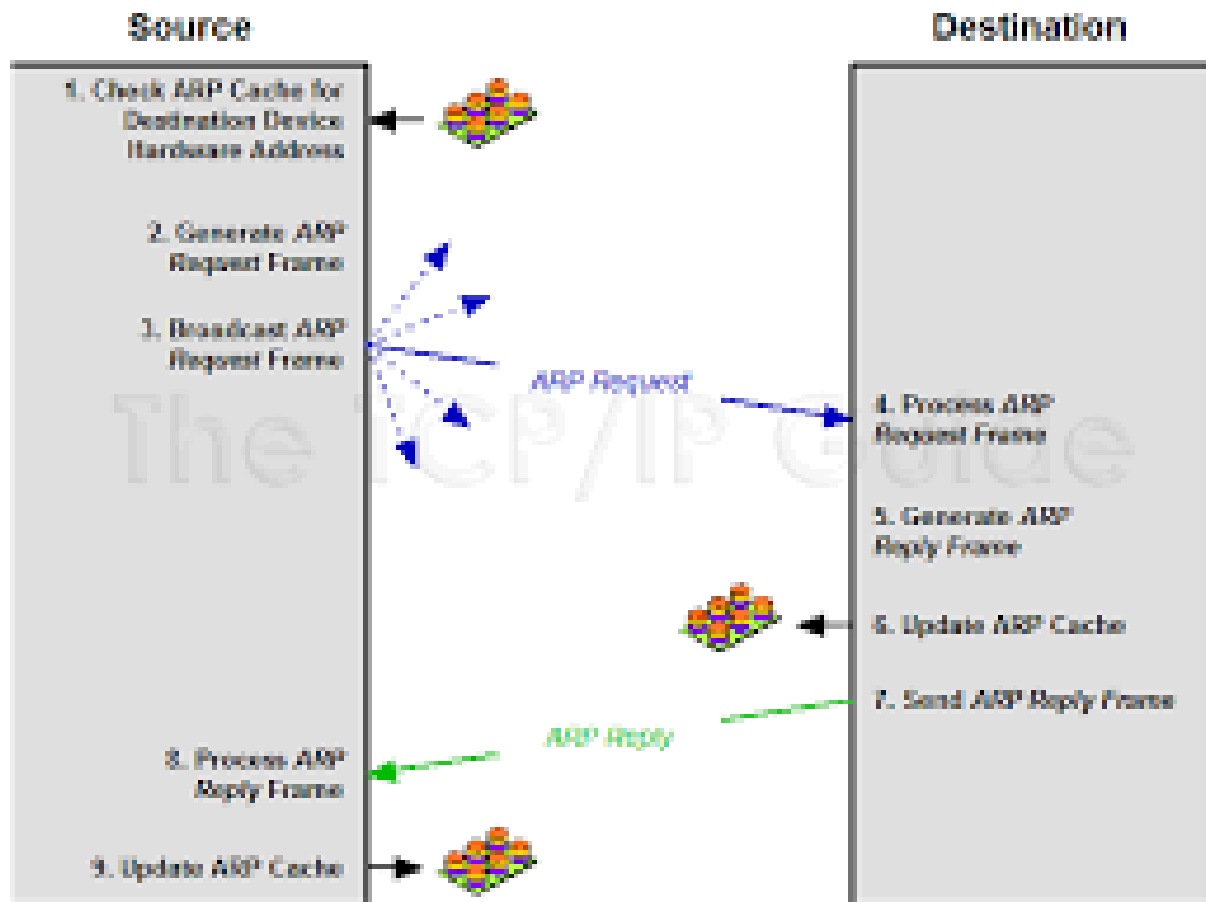 Source
Destination
1. Check ARP Cache for
Destination Device
Hardware Address
2. Generate ARP
Request Frame
3. Broadcast ARP
Request Frame
ARP Request
The TCP/IP Guide
4. Process ARP
Request Frame
5. Generate ARP
Reply Frame
6. Update ARP Cache
7. Send ARP Reply Frame
ARP Reply
8. Process ARP
Reply Frame
9. Update ARP Cache